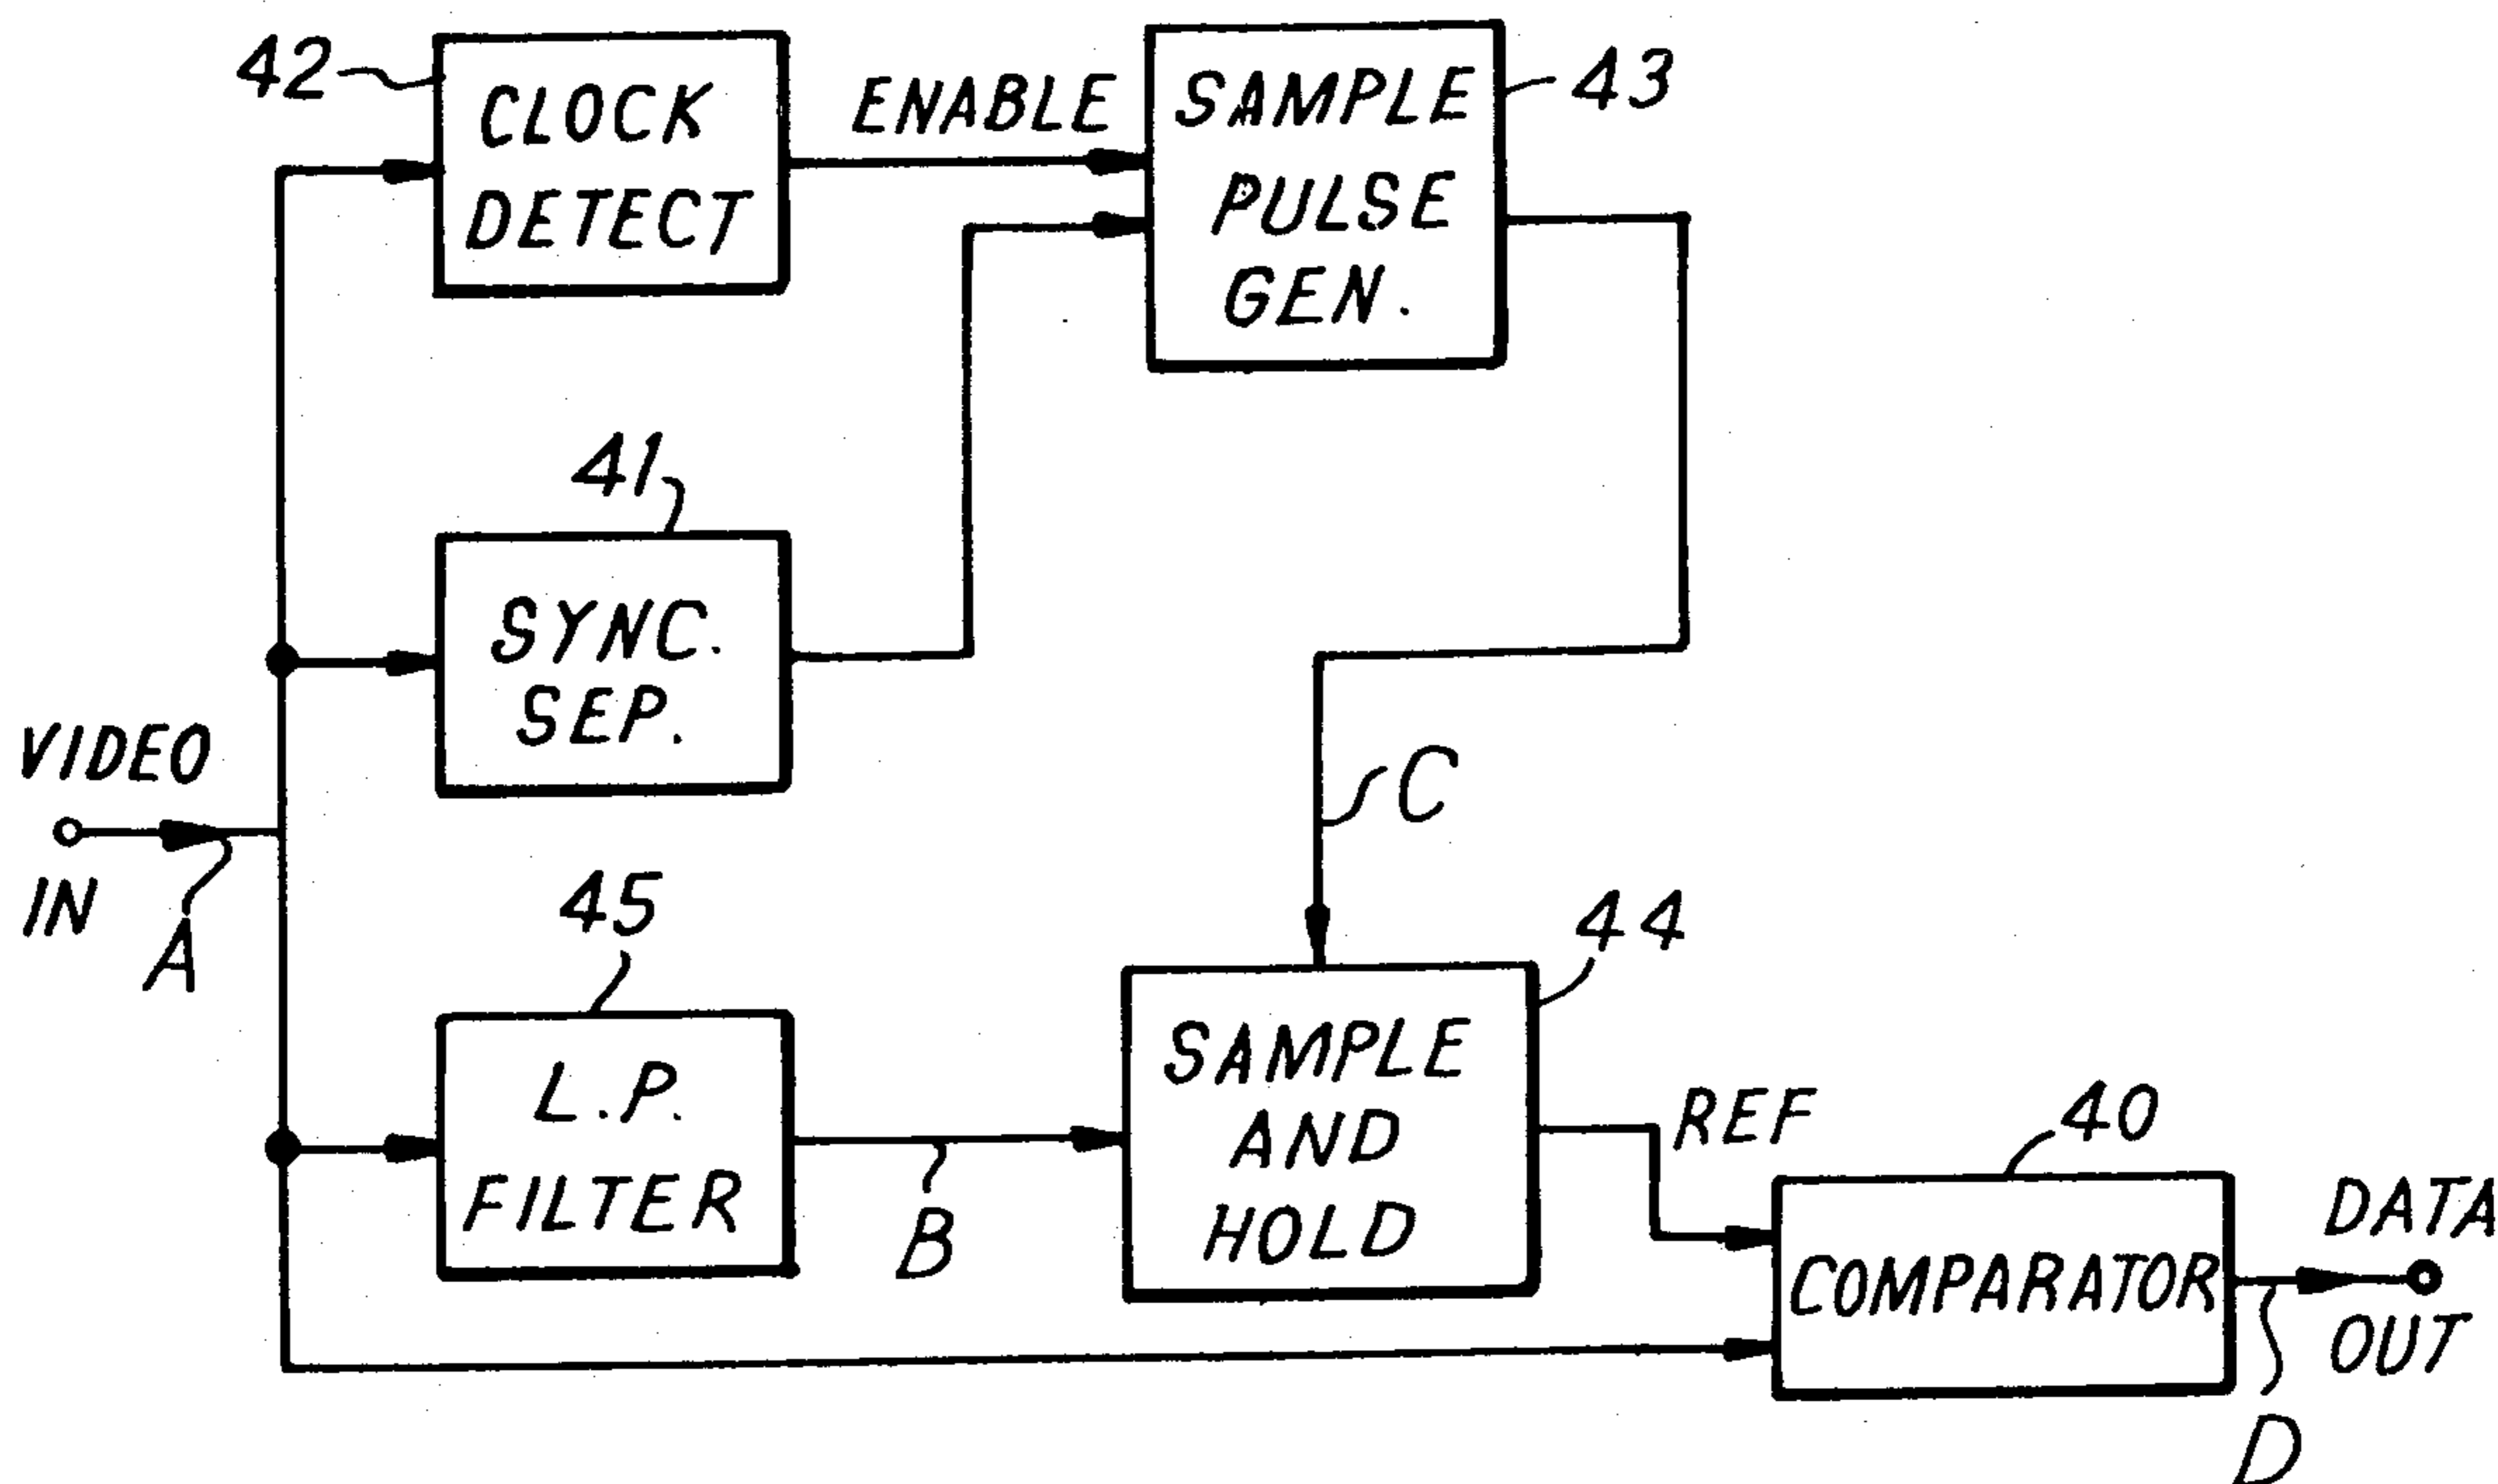 42
CLOCK
DETECT
ENABLE
SAMPLE
PULSE
GEN.
43
41
SYNC.
SEP.
VIDEO
IN
A
C
45
L.P.
FILTER
B
44
SAMPLE
AND
HOLD
REF
40
COMPARATOR
DATA
OUT
D